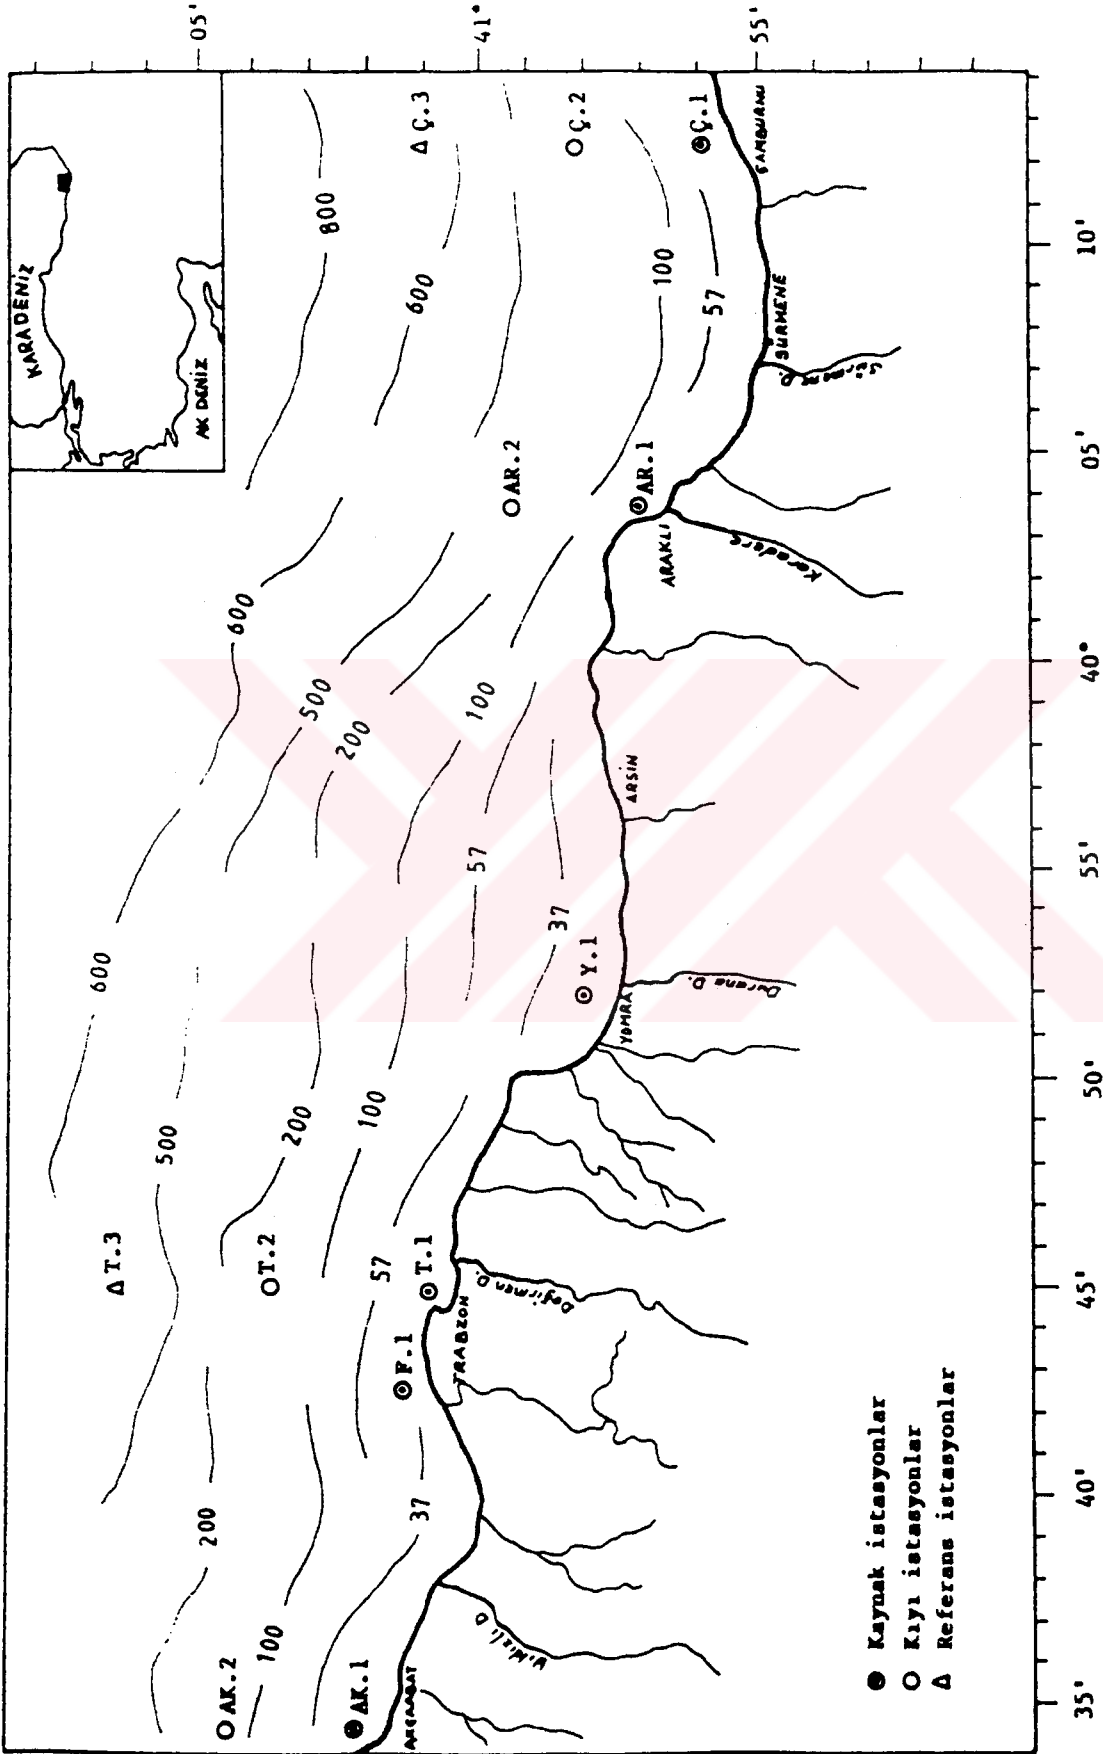 KARADENİZ
AK DENİZ
05'
41°
55'
800
600
600
600
500
500
200
200
200
100
100
100
100
57
57
57
37
37
Δ Ç.3
Ç.2
Ç.1
AR.2
AR.1
Y.1
Δ T.3
T.2
T.1
F.1
AK.2
AK.1
ÇAMBURNU
SÜRMENE
ARAKLI
Karadere
ARSİN
YOMRA
TRABZON
Değirmen D.
AKÇAABAT
35'
40'
45'
50'
55'
40°
05'
10'
Kaynak istasyonlar
Kıyı istasyonlar
Δ Referans istasyonlar